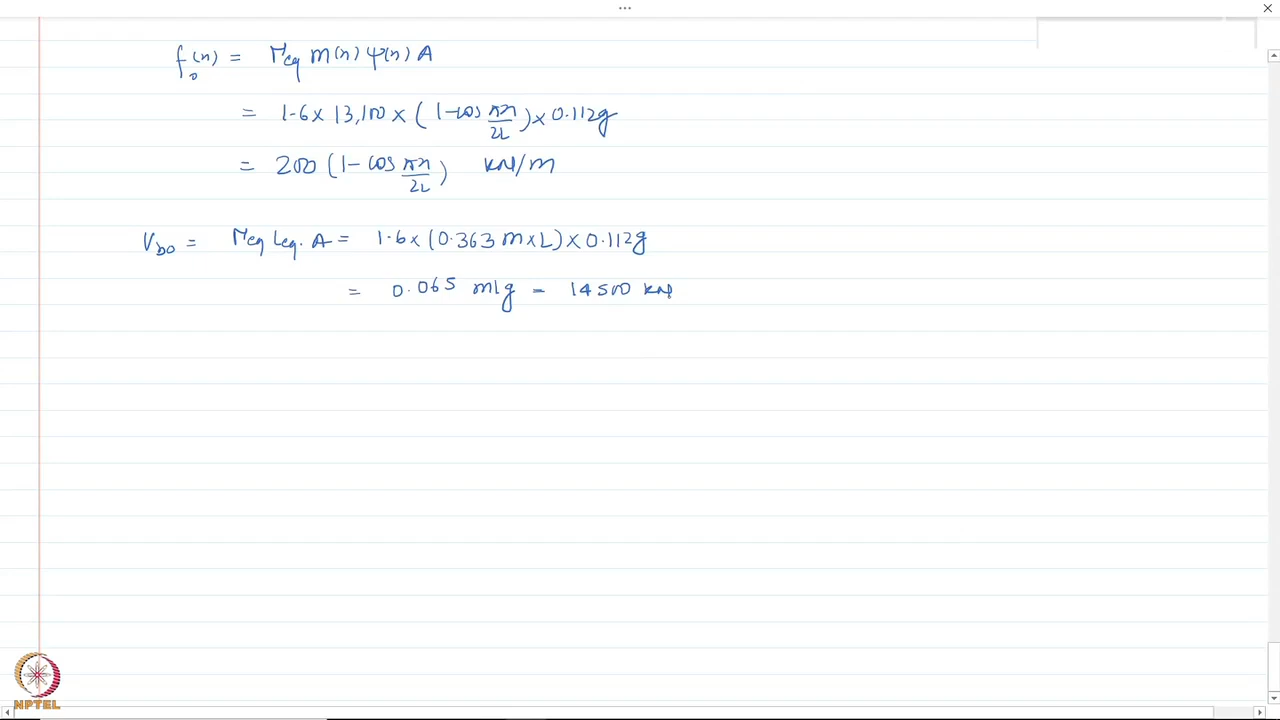 f₀(x) = Γeq m(x) ψ(x) A
= 1.6 × 13,100 × (1-cos πx/2L) × 0.112g
= 200 (1-cos πx/2L) kN/m
Vbo = Γeq Leq. A = 1.6 × (0.363 m × L) × 0.112g
= 0.065 mlg = 14500 kN
NPTEL